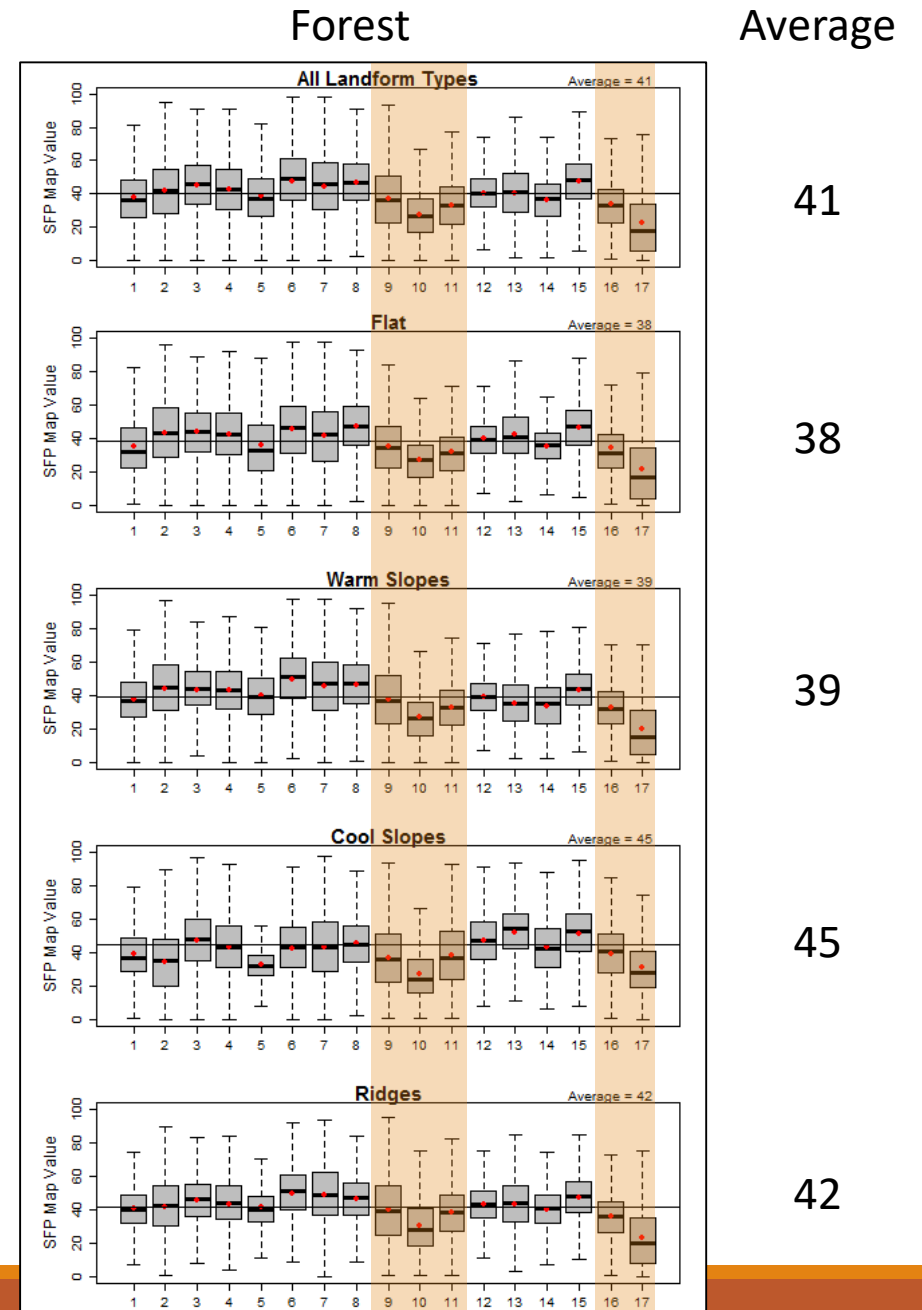 Forest Average
All Landform Types Average = 41
SFP Map Value
0 20 40 60 80 100
1 2 3 4 5 6 7 8 9 10 11 12 13 14 15 16 17
41
Flat Average = 38
SFP Map Value
0 20 40 60 80 100
1 2 3 4 5 6 7 8 9 10 11 12 13 14 15 16 17
38
Warm Slopes Average = 39
SFP Map Value
0 20 40 60 80 100
1 2 3 4 5 6 7 8 9 10 11 12 13 14 15 16 17
39
Cool Slopes Average = 45
SFP Map Value
0 20 40 60 80 100
1 2 3 4 5 6 7 8 9 10 11 12 13 14 15 16 17
45
Ridges Average = 42
SFP Map Value
0 20 40 60 80 100
1 2 3 4 5 6 7 8 9 10 11 12 13 14 15 16 17
42